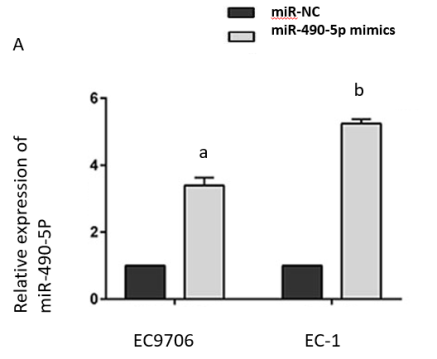 miR-NC
miR-490-5p mimics
A
b
a
6
4
2
0
Relative expression of
miR-490-5P
EC9706
EC-1